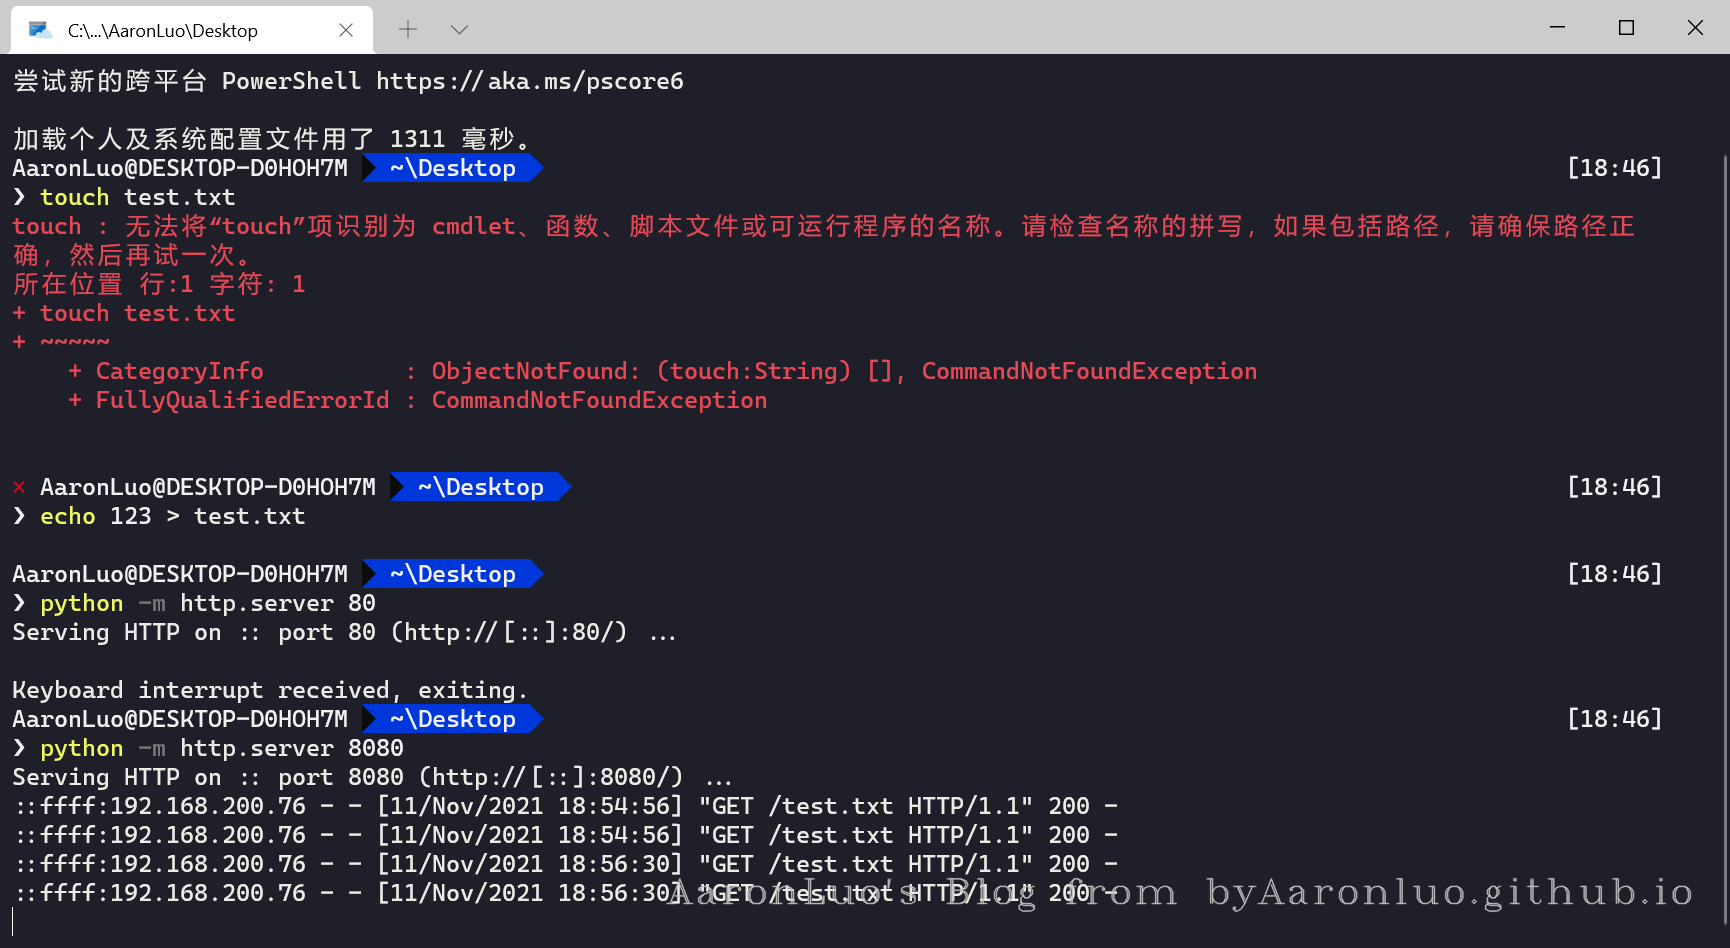 C:\...\AaronLuo\Desktop
尝试新的跨平台 PowerShell https://aka.ms/pscore6
加载个人及系统配置文件用了 1311 毫秒。
AaronLuo@DESKTOP-D0HOH7M ~\Desktop [18:46]
❯ touch test.txt
touch : 无法将“touch”项识别为 cmdlet、函数、脚本文件或可运行程序的名称。请检查名称的拼写，如果包括路径，请确保路径正
确，然后再试一次。
所在位置 行:1 字符: 1
+ touch test.txt
+ ~~~~~
    + CategoryInfo          : ObjectNotFound: (touch:String) [], CommandNotFoundException
    + FullyQualifiedErrorId : CommandNotFoundException
× AaronLuo@DESKTOP-D0HOH7M ~\Desktop [18:46]
❯ echo 123 > test.txt
AaronLuo@DESKTOP-D0HOH7M ~\Desktop [18:46]
❯ python -m http.server 80
Serving HTTP on :: port 80 (http://[::]:80/) ...
Keyboard interrupt received, exiting.
AaronLuo@DESKTOP-D0HOH7M ~\Desktop [18:46]
❯ python -m http.server 8080
Serving HTTP on :: port 8080 (http://[::]:8080/) ...
::ffff:192.168.200.76 - - [11/Nov/2021 18:54:56] "GET /test.txt HTTP/1.1" 200 -
::ffff:192.168.200.76 - - [11/Nov/2021 18:54:56] "GET /test.txt HTTP/1.1" 200 -
::ffff:192.168.200.76 - - [11/Nov/2021 18:56:30] "GET /test.txt HTTP/1.1" 200 -
::ffff:192.168.200.76 - - [11/Nov/2021 18:56:30] "GET /test.txt HTTP/1.1" 200 -
AaronLuo's Blog from byAaronluo.github.io